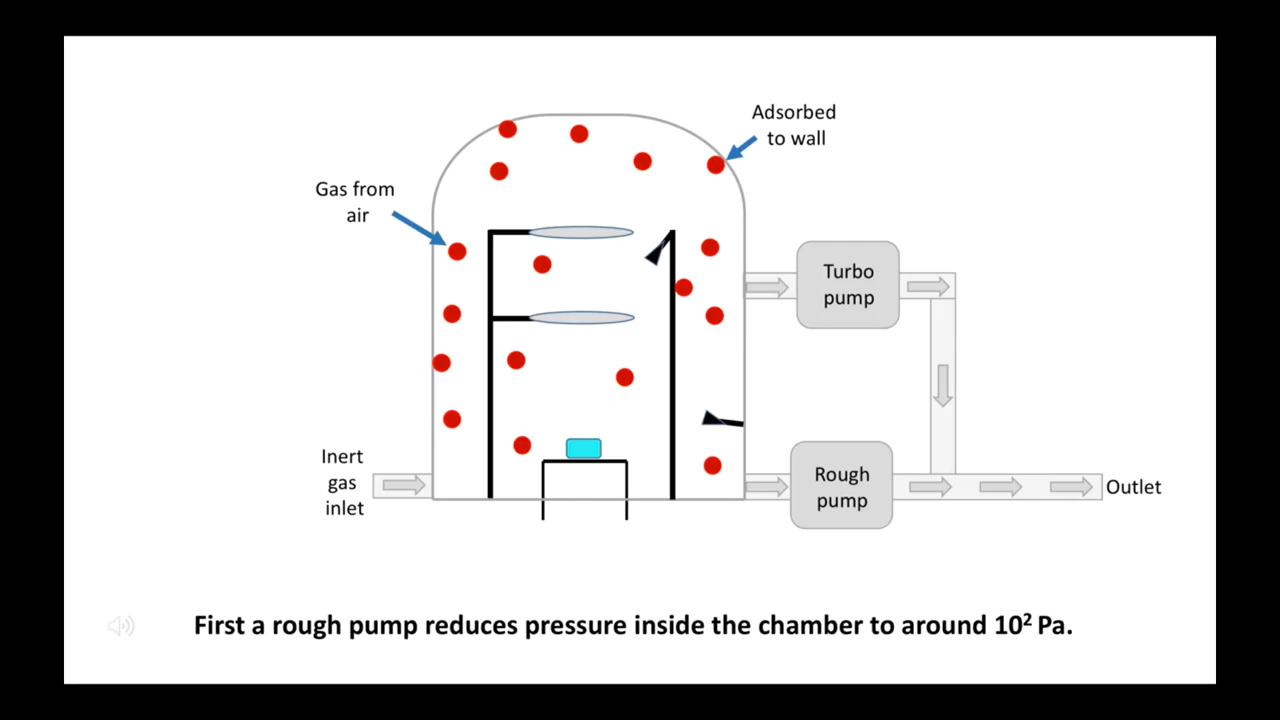 Adsorbed
to wall
Gas from
air
Turbo
pump
Inert
gas
inlet
Rough
pump
Outlet
First a rough pump reduces pressure inside the chamber to around 10² Pa.